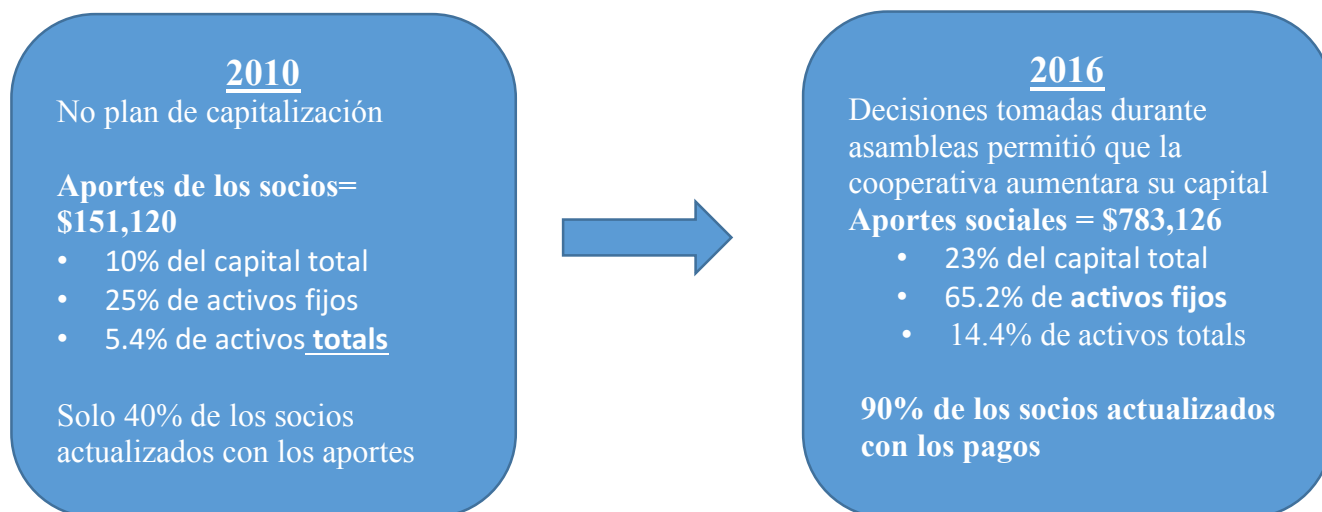 2010
No plan de capitalización
Aportes de los socios=
$151,120
• 10% del capital total
• 25% de activos fijos
• 5.4% de activos totals
Solo 40% de los socios
actualizados con los aportes
2016
Decisiones tomadas durante
asambleas permitió que la
cooperativa aumentara su capital
Aportes sociales = $783,126
• 23% del capital total
• 65.2% de activos fijos
• 14.4% de activos totals
90% de los socios actualizados
con los pagos